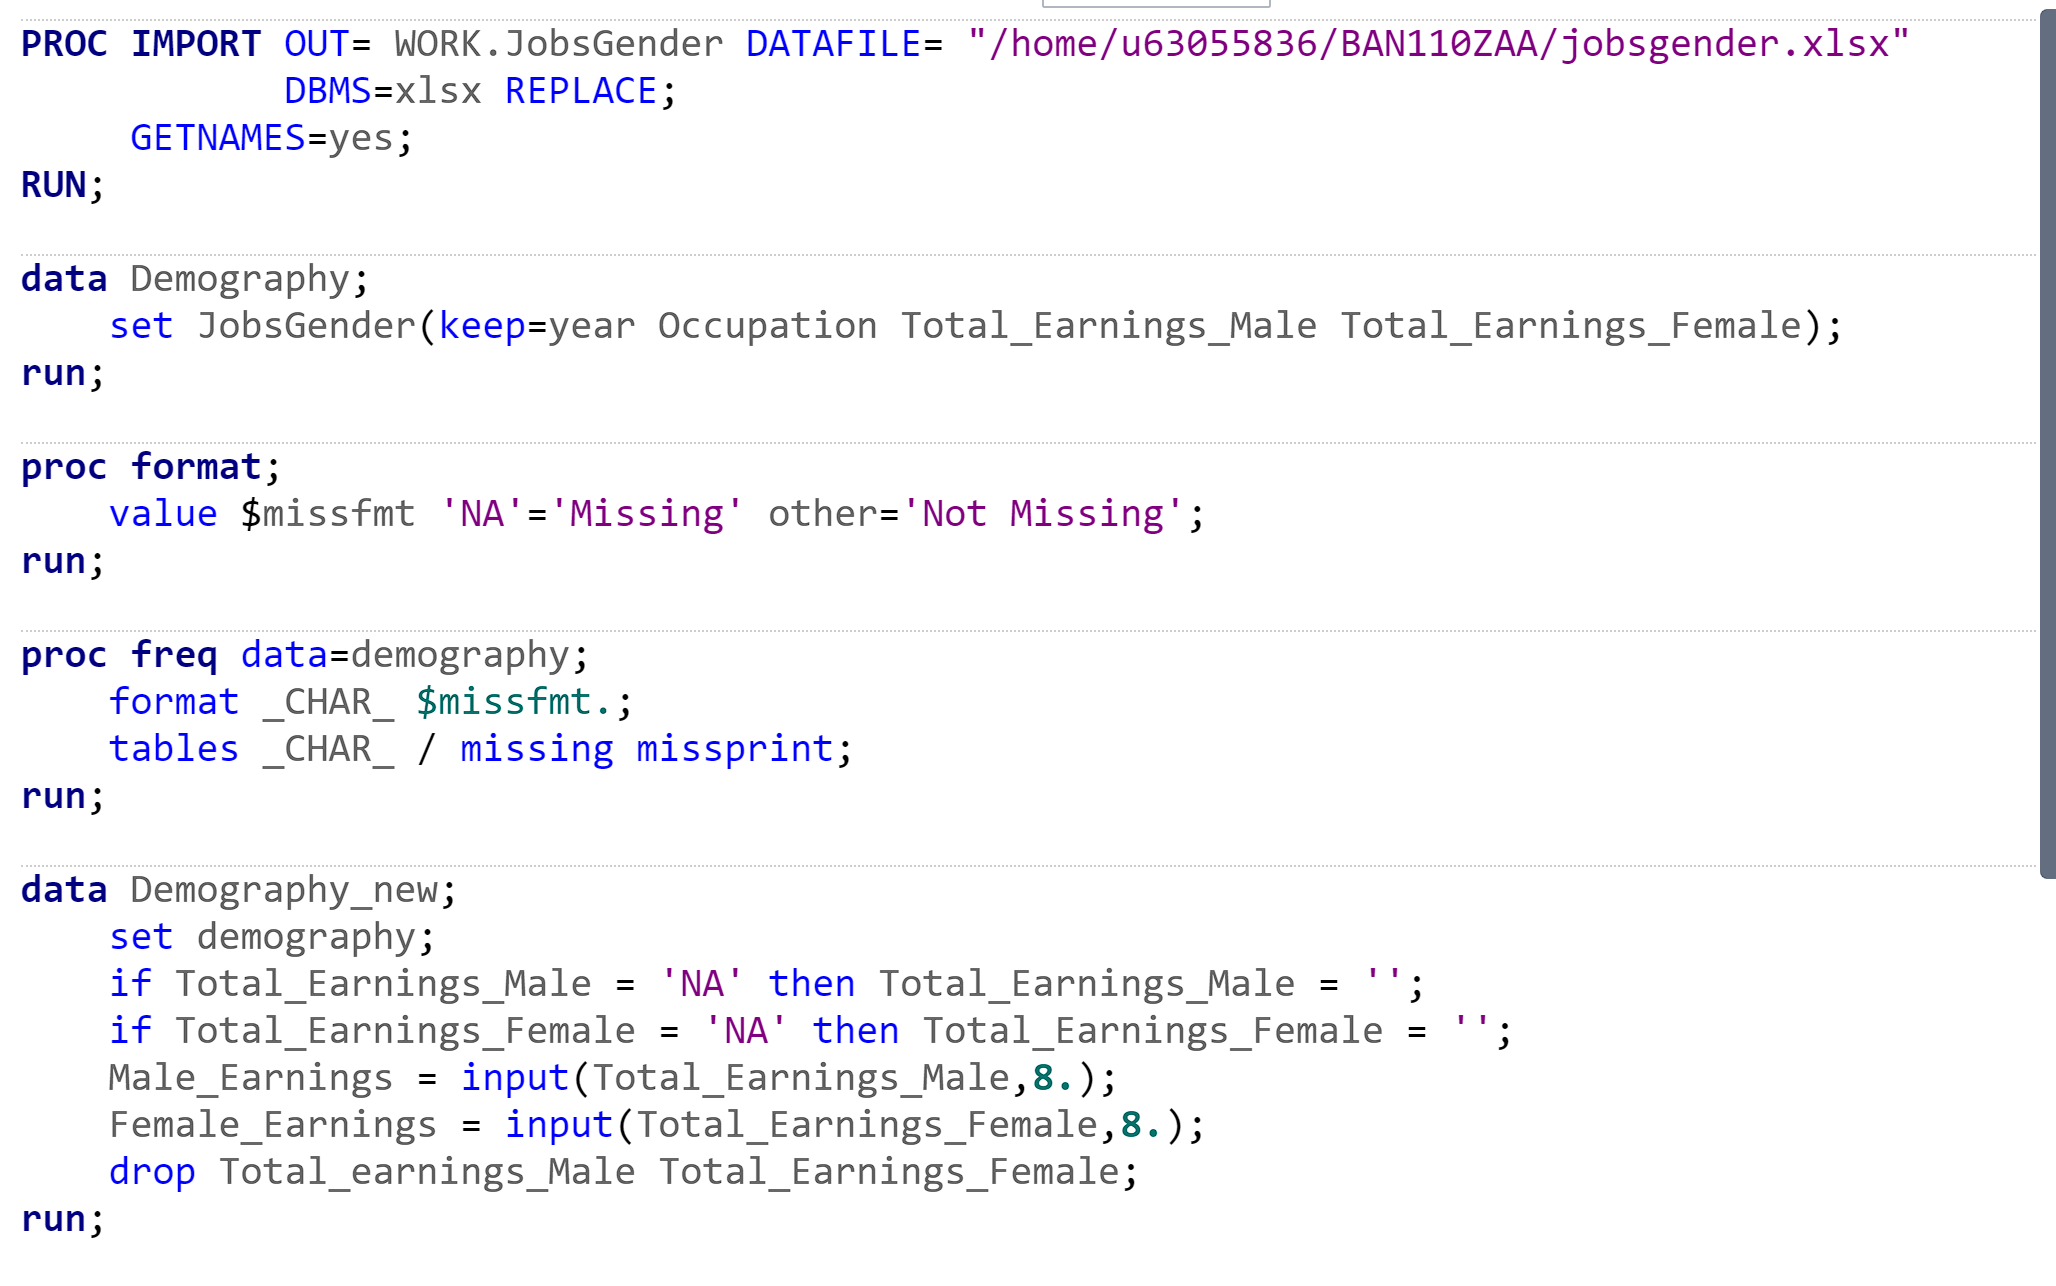 PROC IMPORT OUT= WORK.JobsGender DATAFILE= "/home/u63055836/BAN110ZAA/jobsgender.xlsx"
DBMS=xlsx REPLACE;
GETNAMES=yes;
RUN;
data Demography;
set JobsGender(keep=year Occupation Total_Earnings_Male Total_Earnings_Female);
run;
proc format;
value $missfmt 'NA'='Missing' other='Not Missing';
run;
proc freq data=demography;
format _CHAR_ $missfmt.;
tables _CHAR_ / missing missprint;
run;
data Demography_new;
set demography;
if Total_Earnings_Male = 'NA' then Total_Earnings_Male = '';
if Total_Earnings_Female = 'NA' then Total_Earnings_Female = '';
Male_Earnings = input(Total_Earnings_Male,8.);
Female_Earnings = input(Total_Earnings_Female,8.);
drop Total_earnings_Male Total_Earnings_Female;
run;